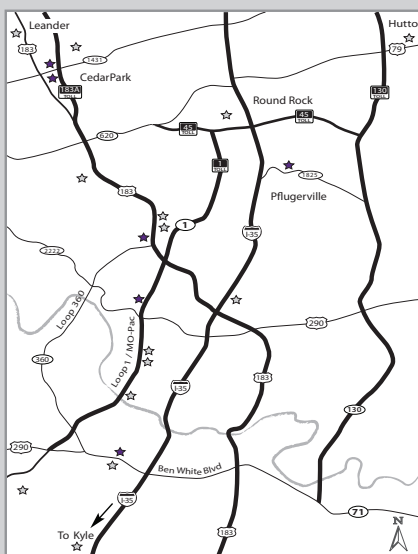 Leander
Hutto
183
79
1431
CedarPark
183A
TOLL
130
TOLL
Round Rock
45
TOLL
45
TOLL
620
1
TOLL
1825
183
Pflugerville
1
I-35
2222
Loop 360
290
Loop 1 / MO-Pac
360
183
I-35
130
290
Ben White Blvd
I-35
71
N
To Kyle
183